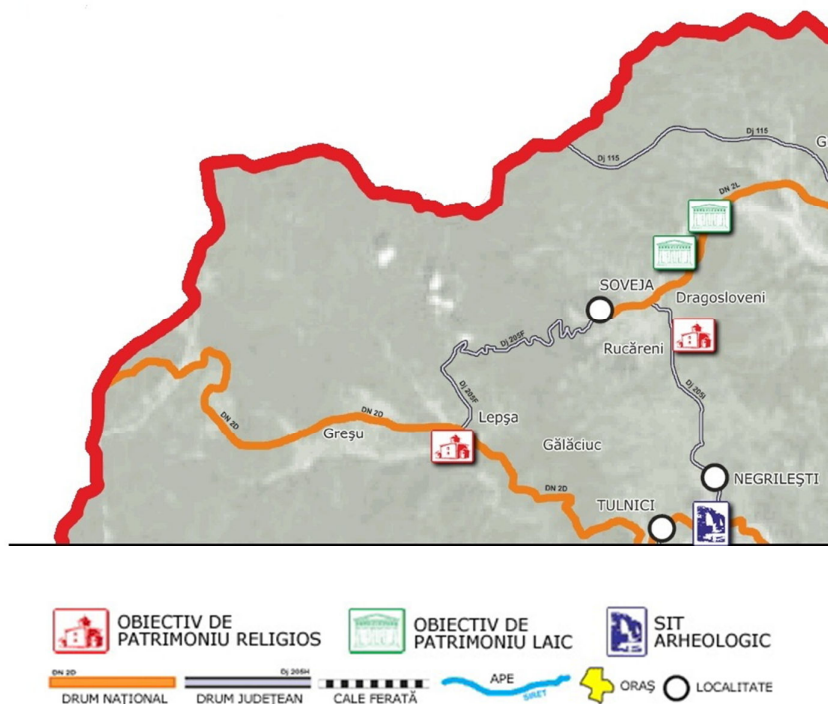 Dj 115
Dj 115
G
DN 2L
SOVEJA
Dragosloveni
Dj 205F
Rucăreni
Dj 205F
Dj 205I
Lepşa
DN 2D
DN 2D
Greşu
Gălăciuc
NEGRILEŞTI
DN 2D
TULNICI
OBIECTIV DE
PATRIMONIU RELIGIOS
OBIECTIV DE
PATRIMONIU LAIC
SIT
ARHEOLOGIC
DN 2D
DRUM NAŢIONAL
Dj 205H
DRUM JUDEŢEAN
CALE FERATĂ
APE
SIRET
ORAŞ
LOCALITATE